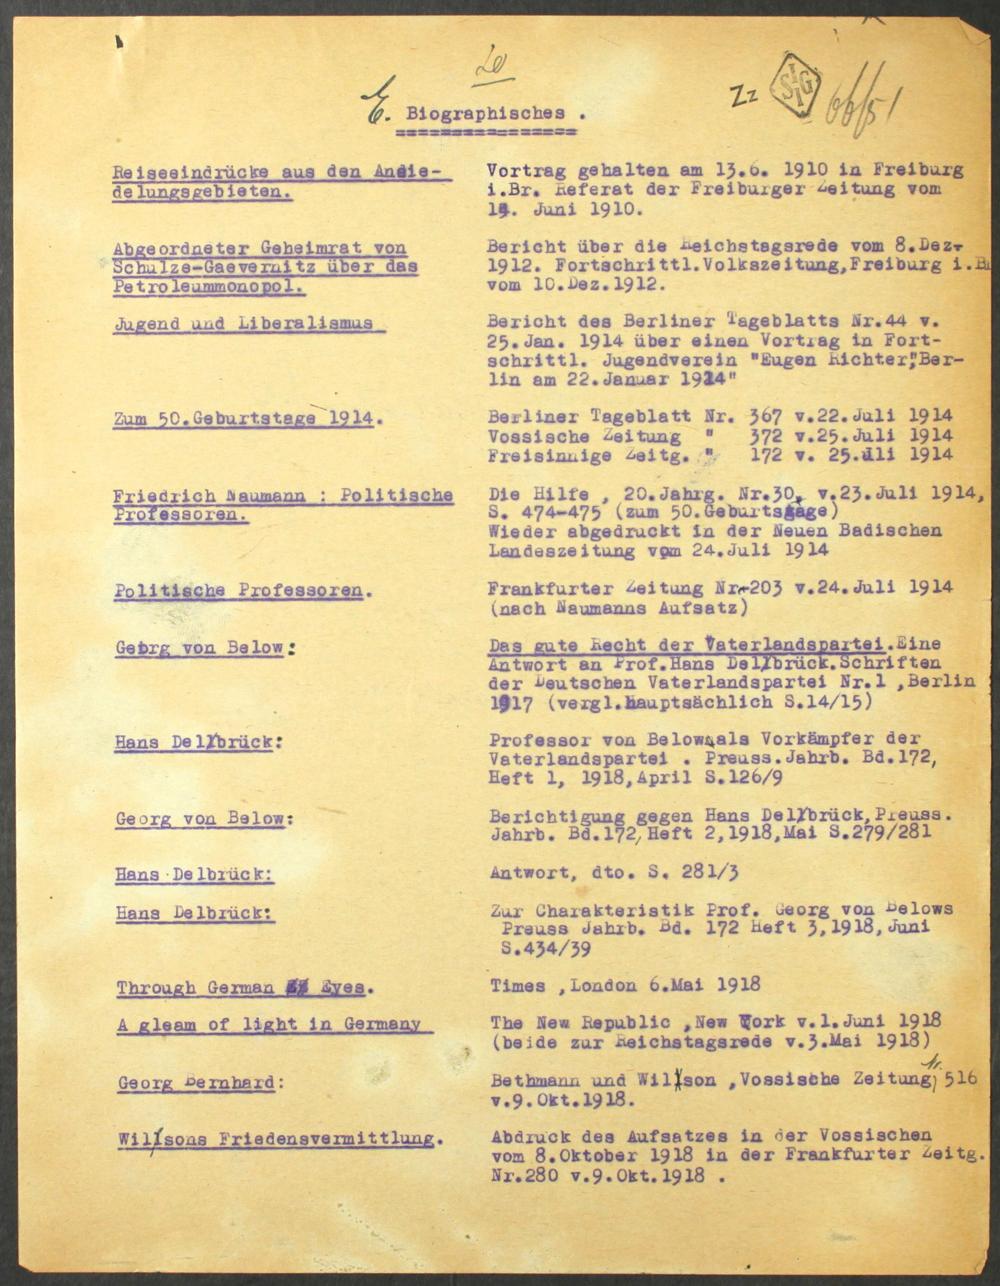 20
Zz SIIG 66/51
E. Biographisches .
================
Reiseeindrücke aus den Ansie-
delungsgebieten.
Vortrag gehalten am 13.6. 1910 in Freiburg
i.Br. Referat der Freiburger Zeitung vom
14. Juni 1910.
Abgeordneter Geheimrat von
Schulze-Gaevernitz über das
Petroleummonopol.
Bericht über die Reichstagsrede vom 8.Dez.
1912. Fortschrittl.Volkszeitung,Freiburg i.Br
vom 10.Dez.1912.
Jugend und Liberalismus
Bericht des Berliner Tageblatts Nr.44 v.
25.Jan. 1914 über einen Vortrag in Fort-
schrittl. Jugendverein "Eugen Richter",Ber-
lin am 22.Januar 1914"
Zum 50.Geburtstage 1914.
Berliner Tageblatt Nr. 367 v.22.Juli 1914
Vossische Zeitung " 372 v.25.Juli 1914
Freisinnige Zeitg. " 172 v. 25.Juli 1914
Friedrich Naumann : Politische
Professoren.
Die Hilfe , 20.Jahrg. Nr.30, v.23.Juli 1914,
S. 474-475 (zum 50.Geburtstage)
Wieder abgedruckt in der Neuen Badischen
Landeszeitung vom 24.Juli 1914
Politische Professoren.
Frankfurter Zeitung Nr.203 v.24.Juli 1914
(nach Naumanns Aufsatz)
Georg von Below:
Das gute Recht der Vaterlandspartei.Eine
Antwort an Prof.Hans Delbrück.Schriften
der Deutschen Vaterlandspartei Nr.1 ,Berlin
1917 (vergl.hauptsächlich S.14/15)
Hans Delbrück:
Professor von Below als Vorkämpfer der
Vaterlandspartei . Preuss.Jahrb. Bd.172,
Heft 1, 1918,April S.126/9
Georg von Below:
Berichtigung gegen Hans Delbrück,Preuss.
Jahrb. Bd.172,Heft 2,1918,Mai S.279/281
Hans Delbrück:
Antwort, dto. S. 281/3
Hans Delbrück:
Zur Charakteristik Prof. Georg von Belows
Preuss Jahrb. Bd. 172 Heft 3,1918,Juni
S.434/39
Through German Eyes.
Times ,London 6.Mai 1918
A gleam of light in Germany
The New Republic ,New York v.1.Juni 1918
(beide zur Reichstagsrede v.3.Mai 1918)
Georg Bernhard:
Bethmann und Wilson ,Vossische Zeitung, Nr. 516
v.9.Okt.1918.
Wilsons Friedensvermittlung.
Abdruck des Aufsatzes in der Vossischen
vom 8.Oktober 1918 in der Frankfurter Zeitg.
Nr.280 v.9.Okt.1918 .